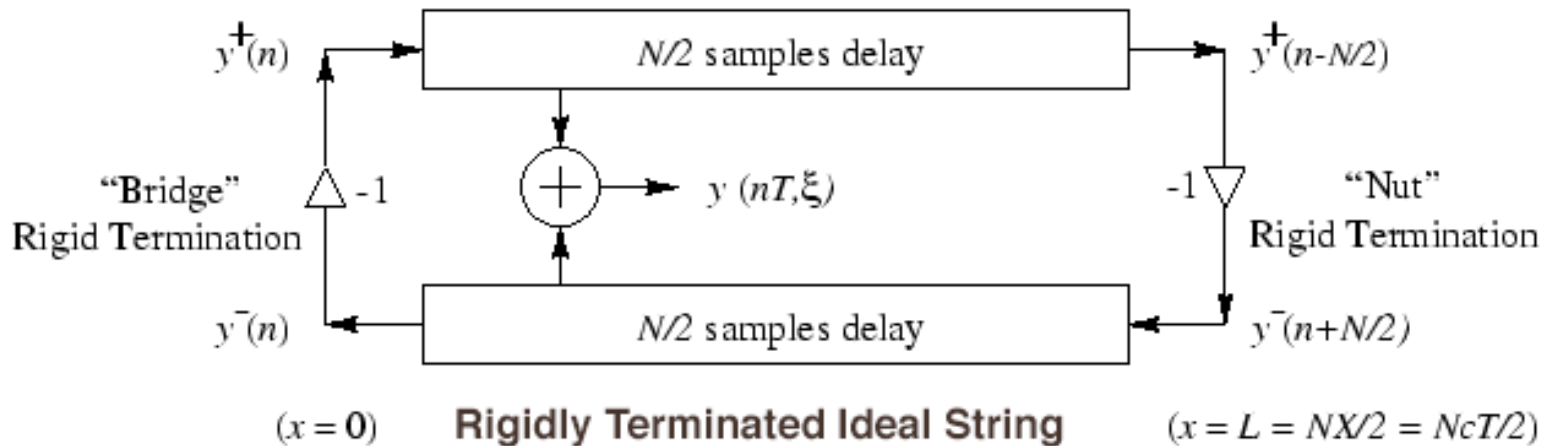 y⁺(n)
N/2 samples delay
y⁺(n-N/2)
“Bridge”
Rigid Termination
-1
+
y (nT,ξ)
-1
“Nut”
Rigid Termination
y⁻(n)
N/2 samples delay
y⁻(n+N/2)
(x = 0)
Rigidly Terminated Ideal String
(x = L = NX/2 = NcT/2)